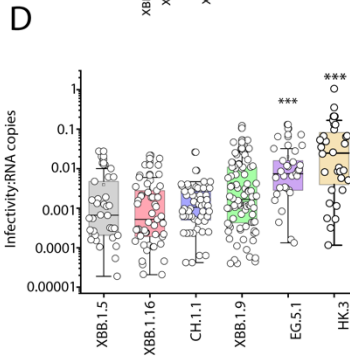 D
XBB
Infectivity:RNA copies
1
0.1
0.01
0.001
0.0001
0.00001
***
***
XBB.1.5
XBB.1.16
CH.1.1
XBB.1.9
EG.5.1
HK.3